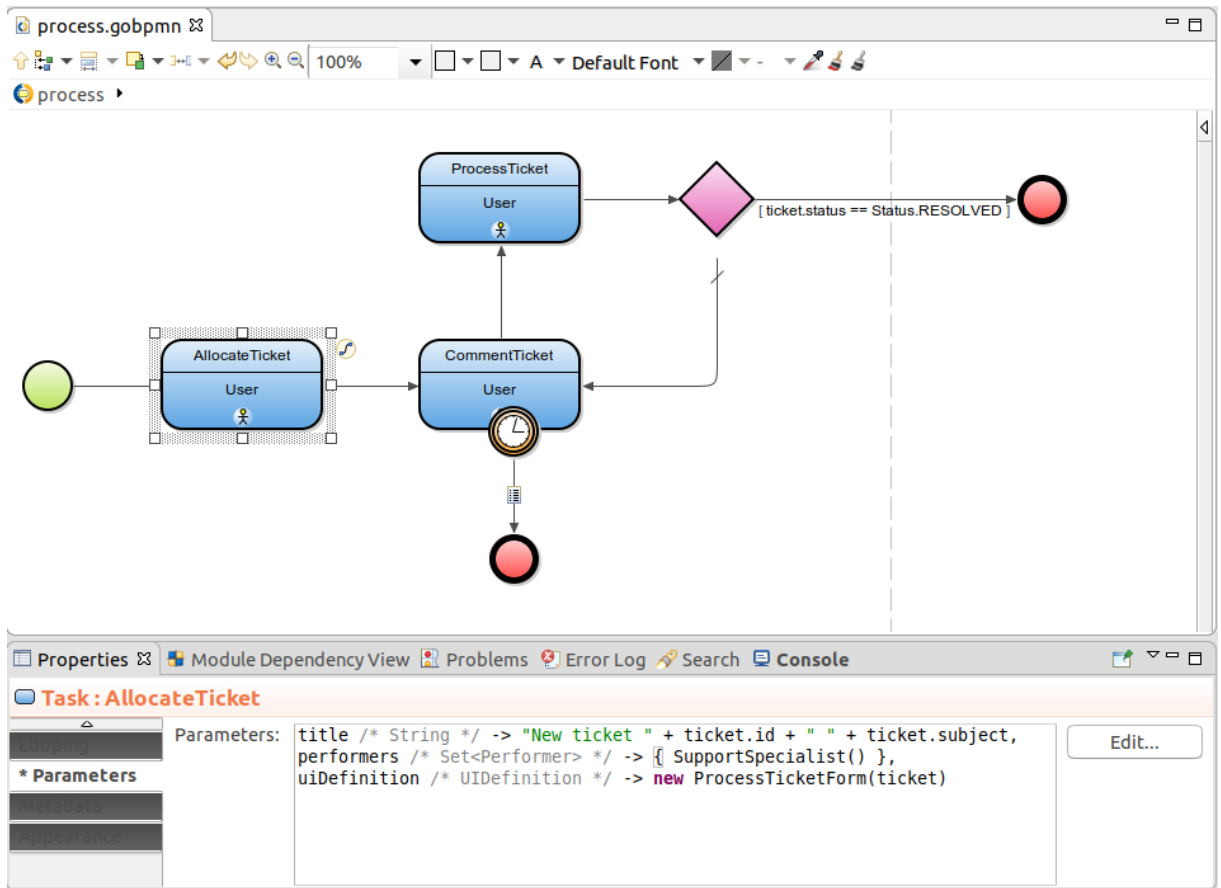 process.gobpmn
100%
A
Default Font
process
ProcessTicket
User
[ ticket.status == Status.RESOLVED ]
AllocateTicket
User
CommentTicket
User
Properties
Module Dependency View
Problems
Error Log
Search
Console
Task : AllocateTicket
Looping
* Parameters
Metadata
Appearance
Parameters:
title /* String */ -> "New ticket " + ticket.id + " " + ticket.subject,
performers /* Set<Performer> */ -> { SupportSpecialist() },
uiDefinition /* UIDefinition */ -> new ProcessTicketForm(ticket)
Edit...